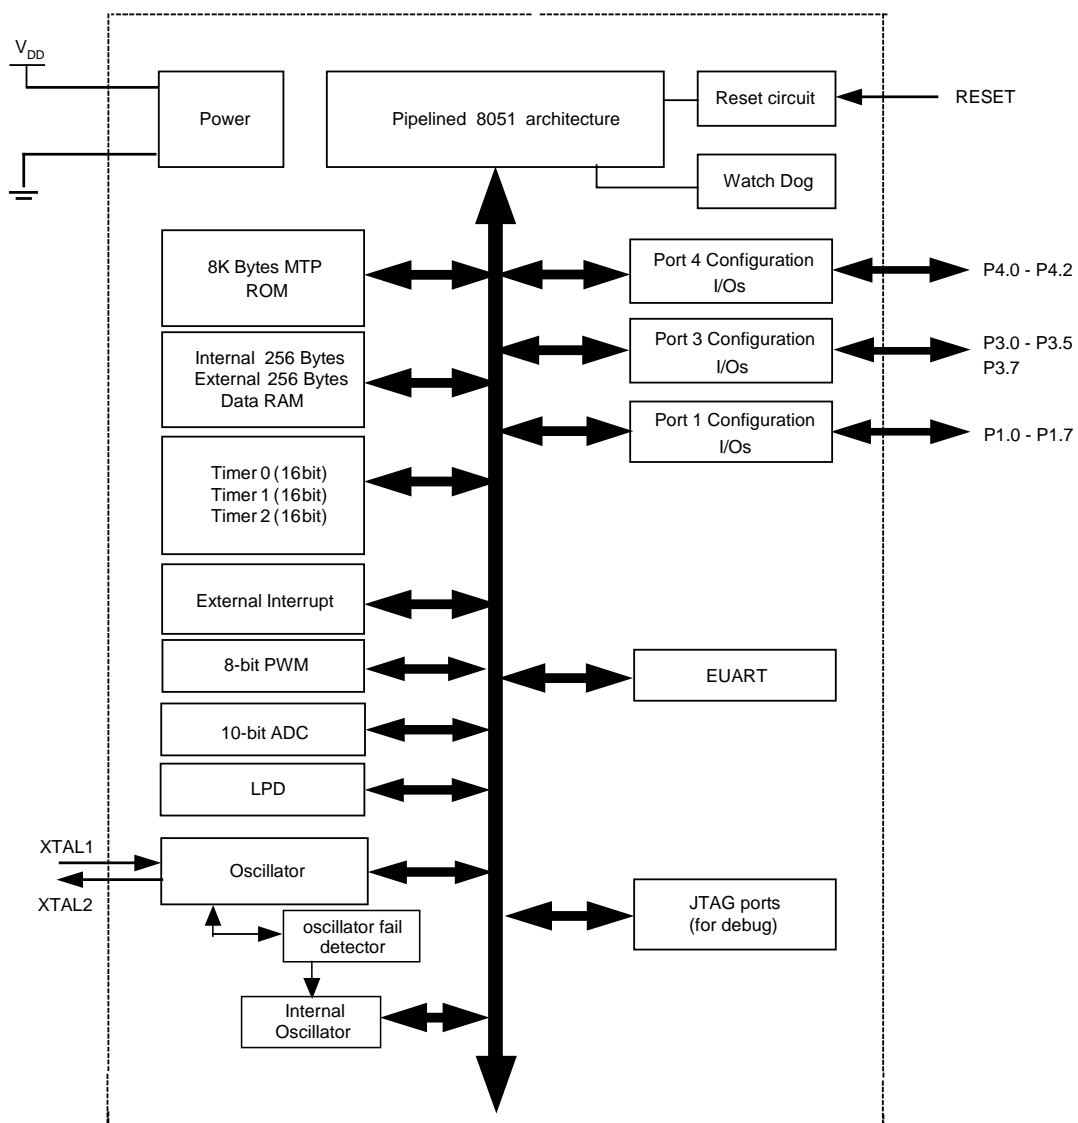 V DD
Power
Pipelined 8051 architecture
Reset circuit
RESET
Watch Dog
8K Bytes MTP
ROM
Port 4 Configuration
I/Os
P4.0 - P4.2
Internal 256 Bytes
External 256 Bytes
Data RAM
Port 3 Configuration
I/Os
P3.0 - P3.5
P3.7
Port 1 Configuration
I/Os
P1.0 - P1.7
Timer 0 (16bit)
Timer 1 (16bit)
Timer 2 (16bit)
External Interrupt
8-bit PWM
EUART
10-bit ADC
LPD
XTAL1
XTAL2
Oscillator
JTAG ports
(for debug)
oscillator fail
detector
Internal
Oscillator